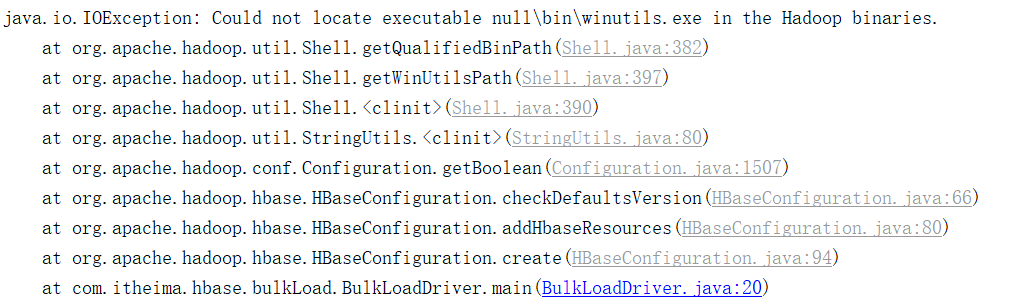 java.io.IOException: Could not locate executable null\bin\winutils.exe in the Hadoop binaries.
at org.apache.hadoop.util.Shell.getQualifiedBinPath(Shell.java:382)
at org.apache.hadoop.util.Shell.getWinUtilsPath(Shell.java:397)
at org.apache.hadoop.util.Shell.<clinit>(Shell.java:390)
at org.apache.hadoop.util.StringUtils.<clinit>(StringUtils.java:80)
at org.apache.hadoop.conf.Configuration.getBoolean(Configuration.java:1507)
at org.apache.hadoop.hbase.HBaseConfiguration.checkDefaultsVersion(HBaseConfiguration.java:66)
at org.apache.hadoop.hbase.HBaseConfiguration.addHbaseResources(HBaseConfiguration.java:80)
at org.apache.hadoop.hbase.HBaseConfiguration.create(HBaseConfiguration.java:94)
at com.itheima.hbase.bulkLoad.BulkLoadDriver.main(BulkLoadDriver.java:20)